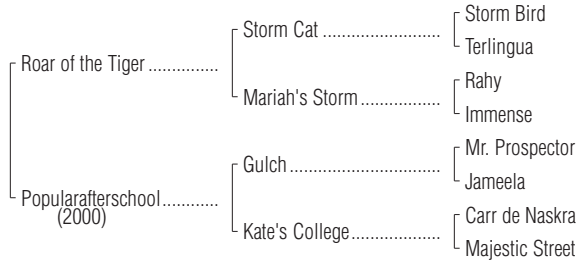 Storm Bird
Storm Cat ..............................
Terlingua
Roar of the Tiger ...............
Rahy
Mariah's Storm .....................
Immense
Mr. Prospector
Gulch .......................................
Jameela
Popularafterschool ............
(2000)
Carr de Naskra
Kate's College .......................
Majestic Street